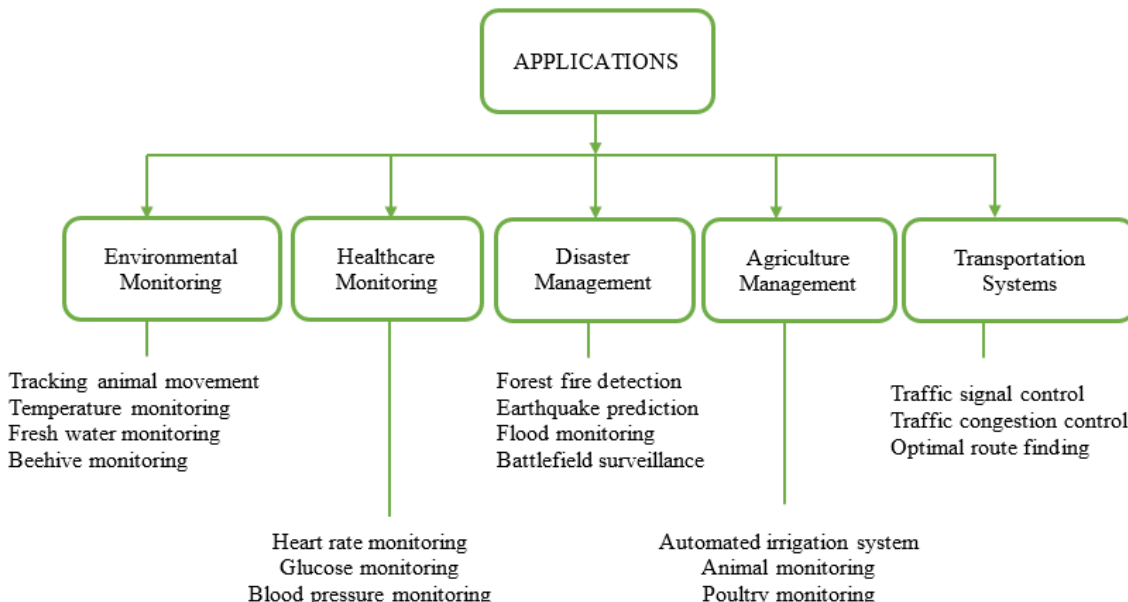 APPLICATIONS
Environmental
Monitoring
Healthcare
Monitoring
Disaster
Management
Agriculture
Management
Transportation
Systems
Tracking animal movement
Temperature monitoring
Fresh water monitoring
Beehive monitoring
Forest fire detection
Earthquake prediction
Flood monitoring
Battlefield surveillance
Traffic signal control
Traffic congestion control
Optimal route finding
Heart rate monitoring
Glucose monitoring
Blood pressure monitoring
Automated irrigation system
Animal monitoring
Poultry monitoring